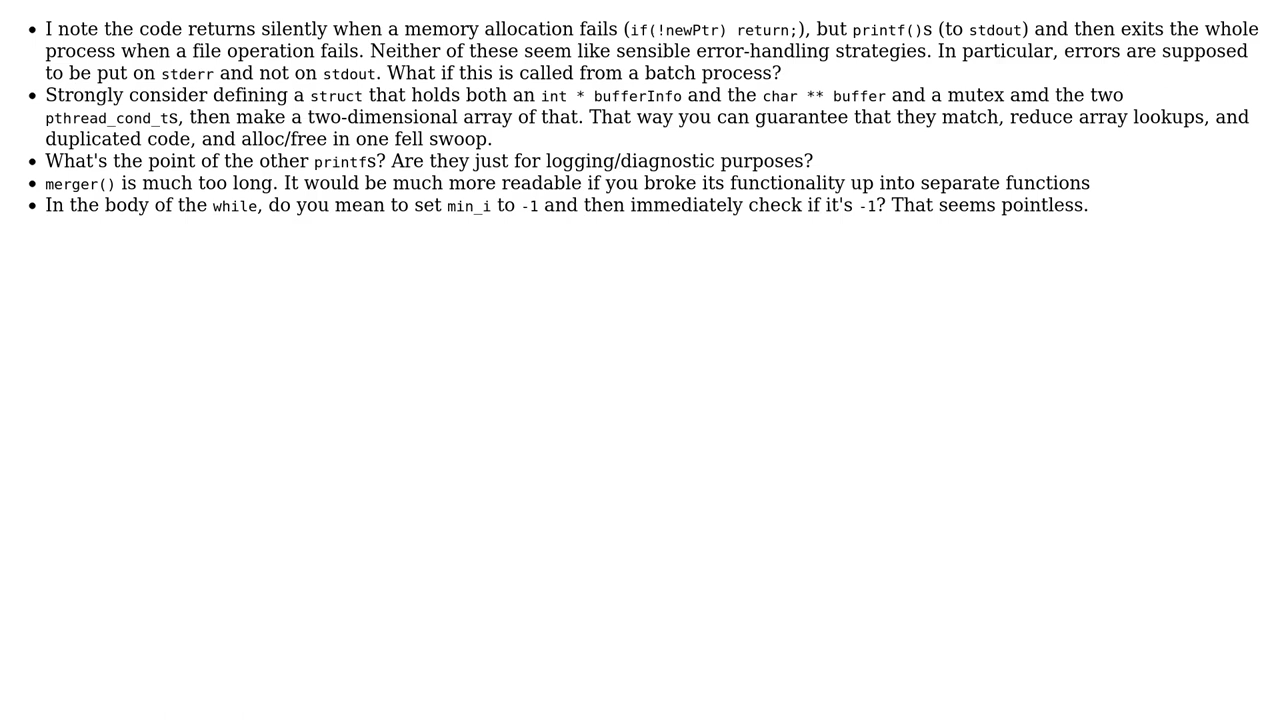 • I note the code returns silently when a memory allocation fails (if(!newPtr) return;), but printf()s (to stdout) and then exits the whole
process when a file operation fails. Neither of these seem like sensible error-handling strategies. In particular, errors are supposed
to be put on stderr and not on stdout. What if this is called from a batch process?
• Strongly consider defining a struct that holds both an int * bufferInfo and the char ** buffer and a mutex amd the two
pthread_cond_ts, then make a two-dimensional array of that. That way you can guarantee that they match, reduce array lookups, and
duplicated code, and alloc/free in one fell swoop.
• What's the point of the other printfs? Are they just for logging/diagnostic purposes?
• merger() is much too long. It would be much more readable if you broke its functionality up into separate functions
• In the body of the while, do you mean to set min_i to -1 and then immediately check if it's -1? That seems pointless.